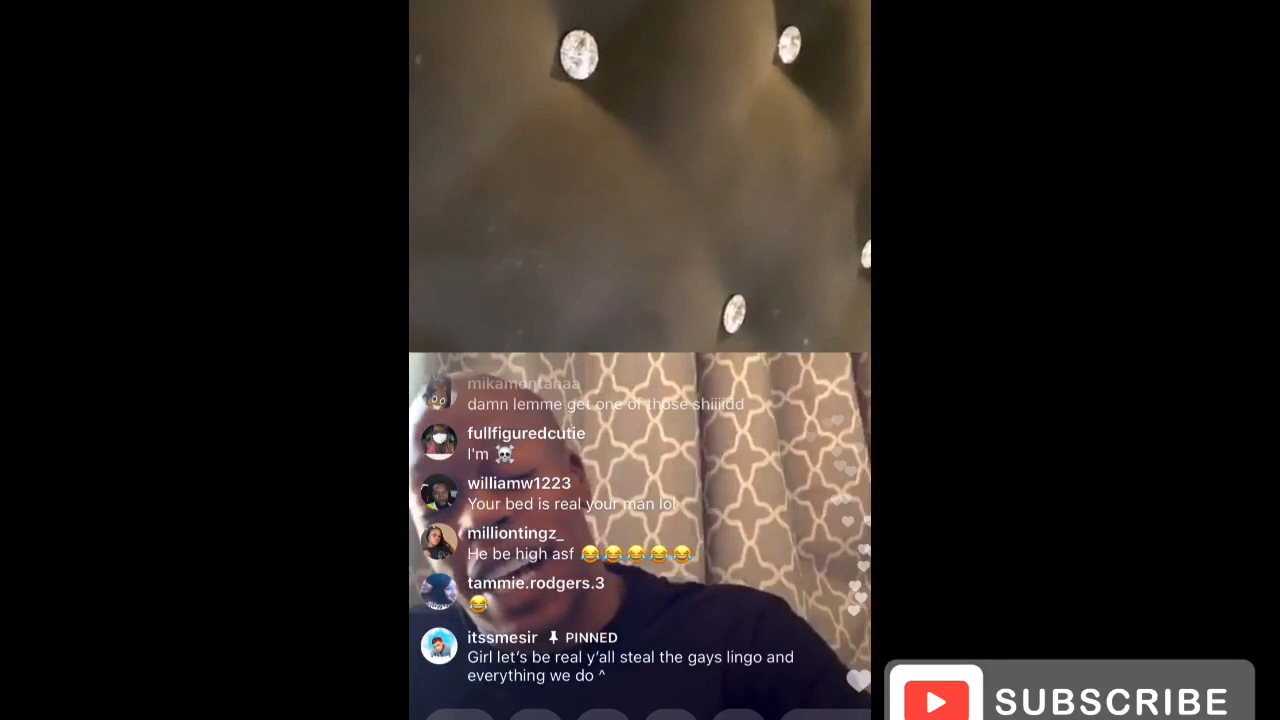 mikamontanaa
damn lemme get one of those shiiiidd
fullfiguredcutie
I'm ☠️
williamw1223
Your bed is real your man lol
milliontingz_
He be high asf 😂😂😂😂😂
tammie.rodgers.3
😂
itssmesir 📌 PINNED
Girl let’s be real y’all steal the gays lingo and
everything we do ^
SUBSCRIBE